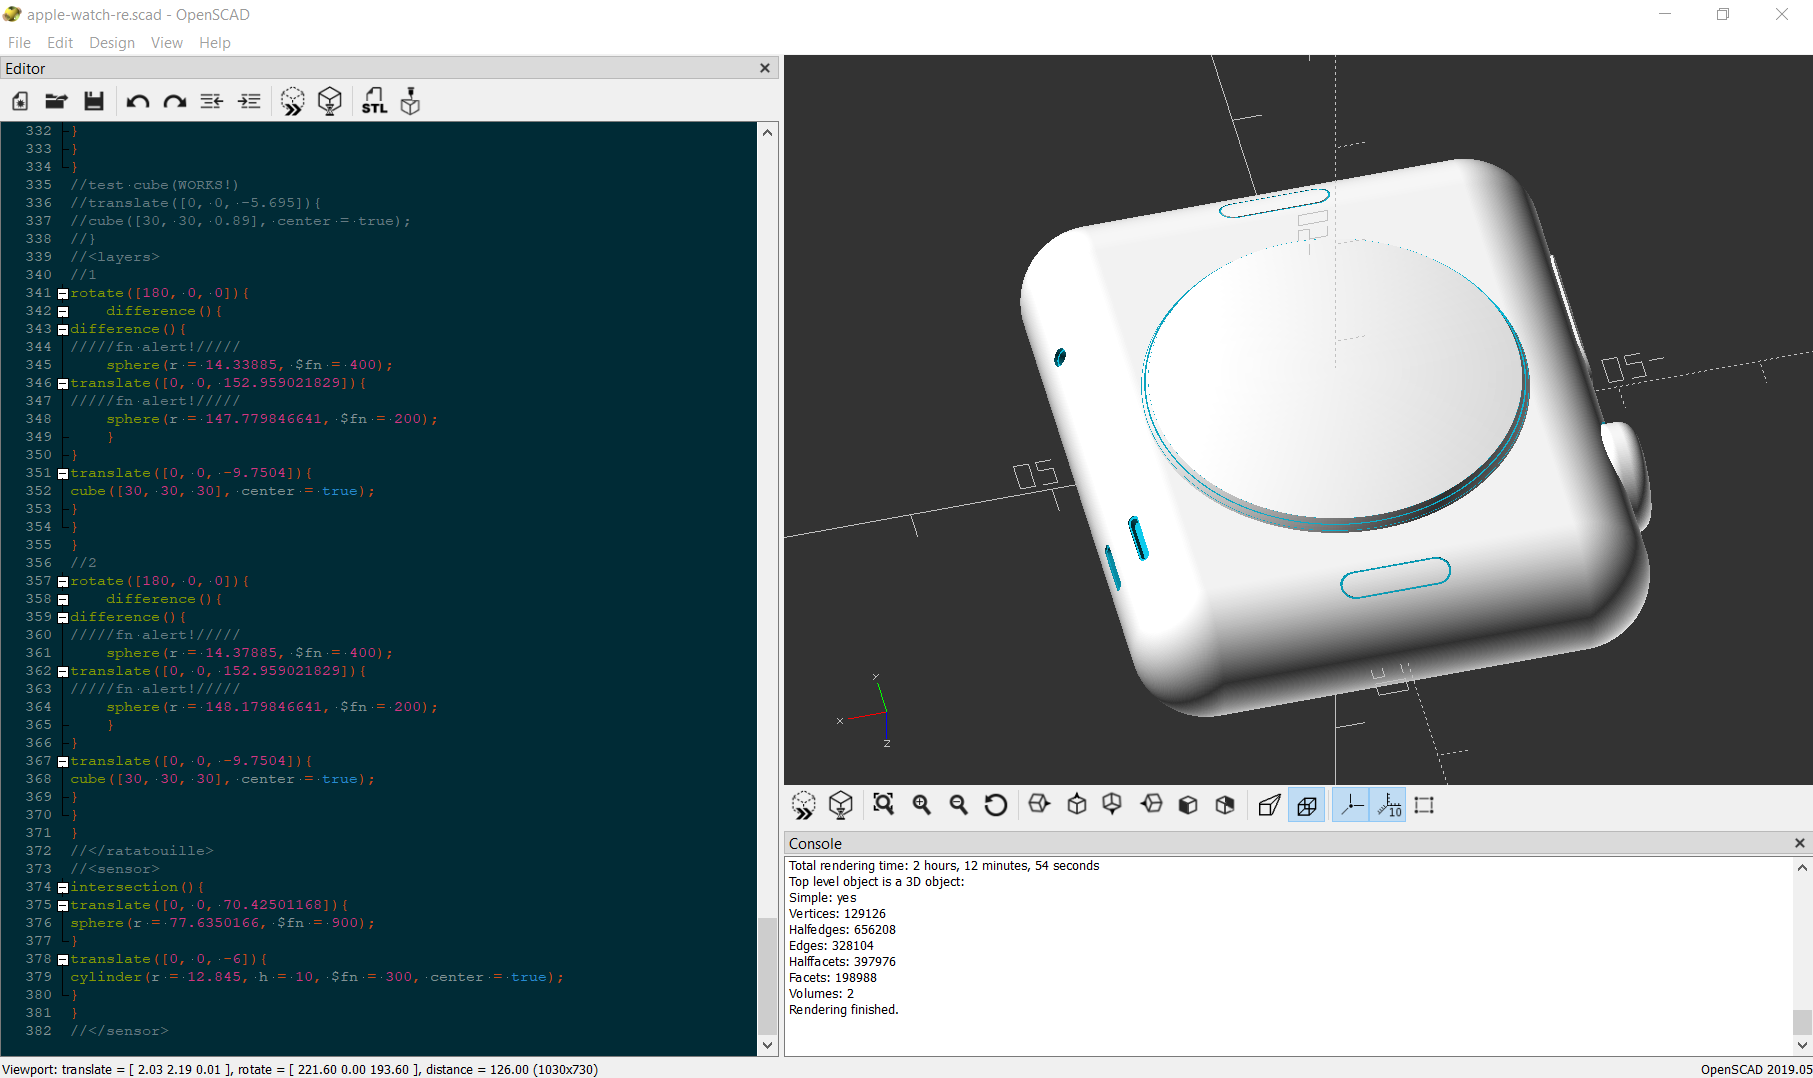 apple-watch-re.scad - OpenSCAD
File Edit Design View Help
Editor
STL
332 }
333 }
334 }
335 //test·cube(WORKS!)
336 //translate([0,·0,·-5.695]){
337 //cube([30,·30,·0.89],·center·=·true);
338 //}
339 //<layers>
340 //1
341 rotate([180,·0,·0]){
342 difference(){
343 difference(){
344 /////fn·alert!/////
345 sphere(r·=·14.33885,·$fn·=·400);
346 translate([0,·0,·152.959021829]){
347 /////fn·alert!/////
348 sphere(r·=·147.779846641,·$fn·=·200);
349 }
350 }
351 translate([0,·0,·-9.7504]){
352 cube([30,·30,·30],·center·=·true);
353 }
354 }
355 }
356 //2
357 rotate([180,·0,·0]){
358 difference(){
359 difference(){
360 /////fn·alert!/////
361 sphere(r·=·14.37885,·$fn·=·400);
362 translate([0,·0,·152.959021829]){
363 /////fn·alert!/////
364 sphere(r·=·148.179846641,·$fn·=·200);
365 }
366 }
367 translate([0,·0,·-9.7504]){
368 cube([30,·30,·30],·center·=·true);
369 }
370 }
371 }
372 //</ratatouille>
373 //<sensor>
374 intersection(){
375 translate([0,·0,·70.42501168]){
376 sphere(r·=·77.6350166,·$fn·=·900);
377 }
378 translate([0,·0,·-6]){
379 cylinder(r·=·12.845,·h·=·10,·$fn·=·300,·center·=·true);
380 }
381 }
382 //</sensor>
y
x
z
10
Console
Total rendering time: 2 hours, 12 minutes, 54 seconds
Top level object is a 3D object:
Simple: yes
Vertices: 129126
Halfedges: 656208
Edges: 328104
Halffacets: 397976
Facets: 198988
Volumes: 2
Rendering finished.
Viewport: translate = [ 2.03 2.19 0.01 ], rotate = [ 221.60 0.00 193.60 ], distance = 126.00 (1030x730)
OpenSCAD 2019.05